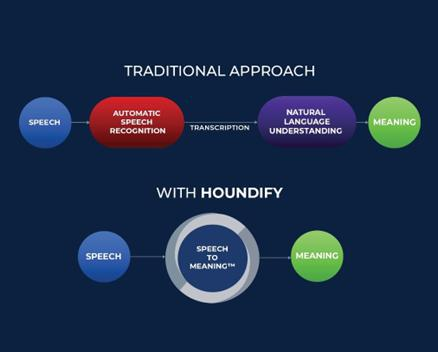 TRADITIONAL APPROACH
SPEECH
AUTOMATIC
SPEECH
RECOGNITION
TRANSCRIPTION
NATURAL
LANGUAGE
UNDERSTANDING
MEANING
WITH HOUNDIFY
SPEECH
SPEECH
TO
MEANING™
MEANING